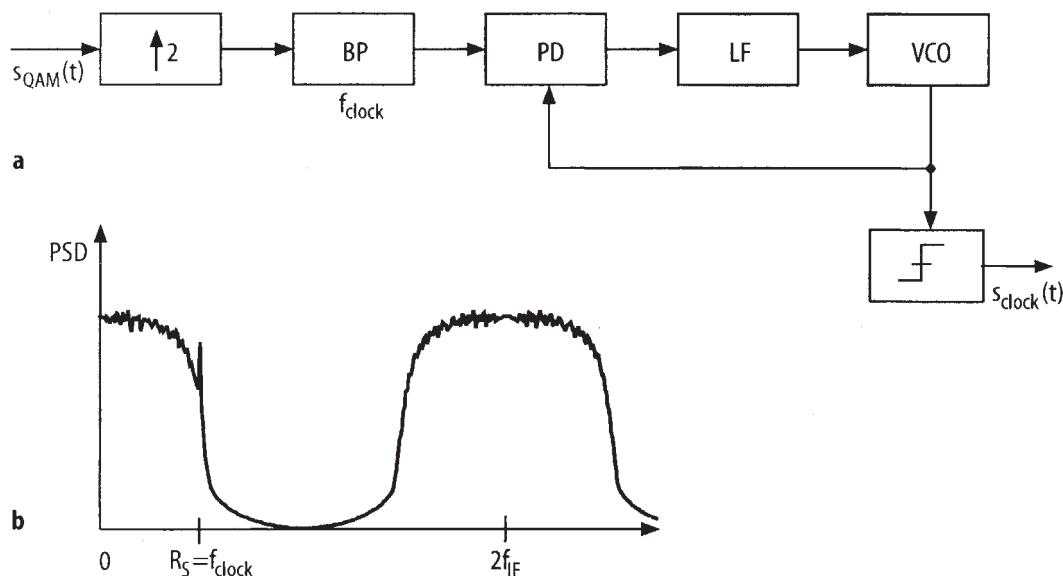 ↑2
BP
PD
LF
VCO
s_QAM(t)
f_clock
a
s_clock(t)
PSD
b
0
R_S=f_clock
2f_IF